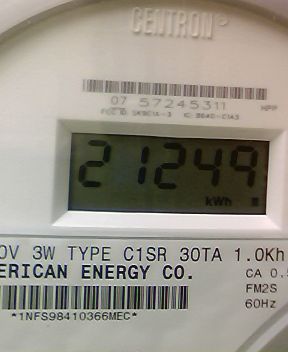 CENTRON
07 57245311
21249
kWh
0V 3W TYPE C1SR 30TA 1.0Kh
ERICAN ENERGY CO.
CA 0.5
FM2S
60Hz
*1NFS98410366MEC*